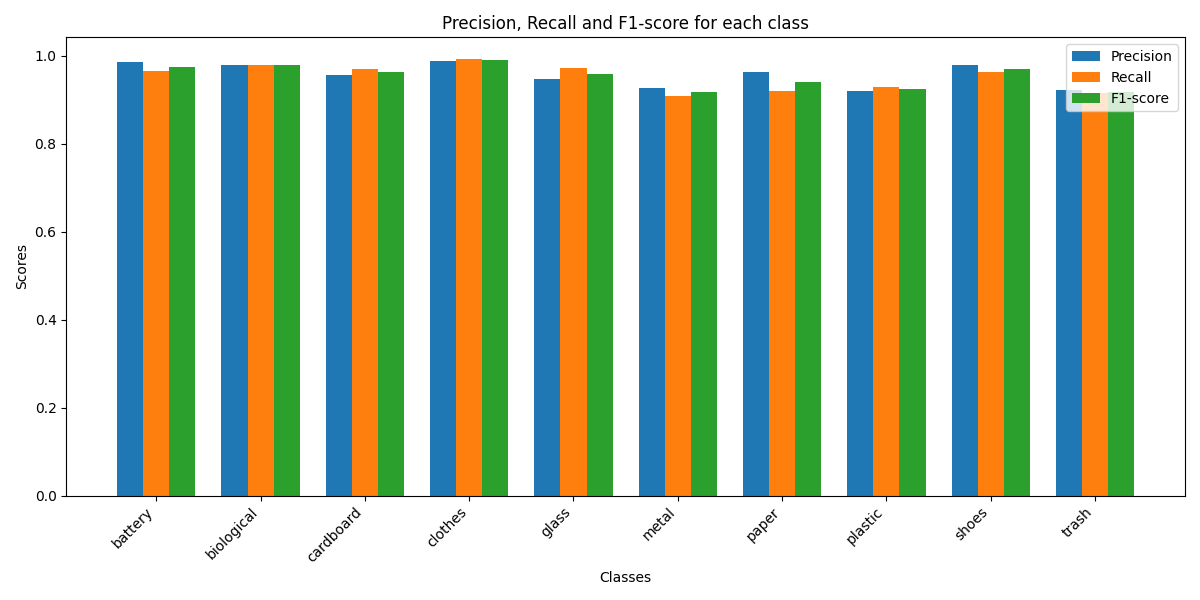 Precision, Recall and F1-score for each class
Precision
Recall
F1-score
1.0
0.8
0.6
0.4
0.2
0.0
Scores
battery
biological
cardboard
clothes
glass
metal
paper
plastic
shoes
trash
Classes